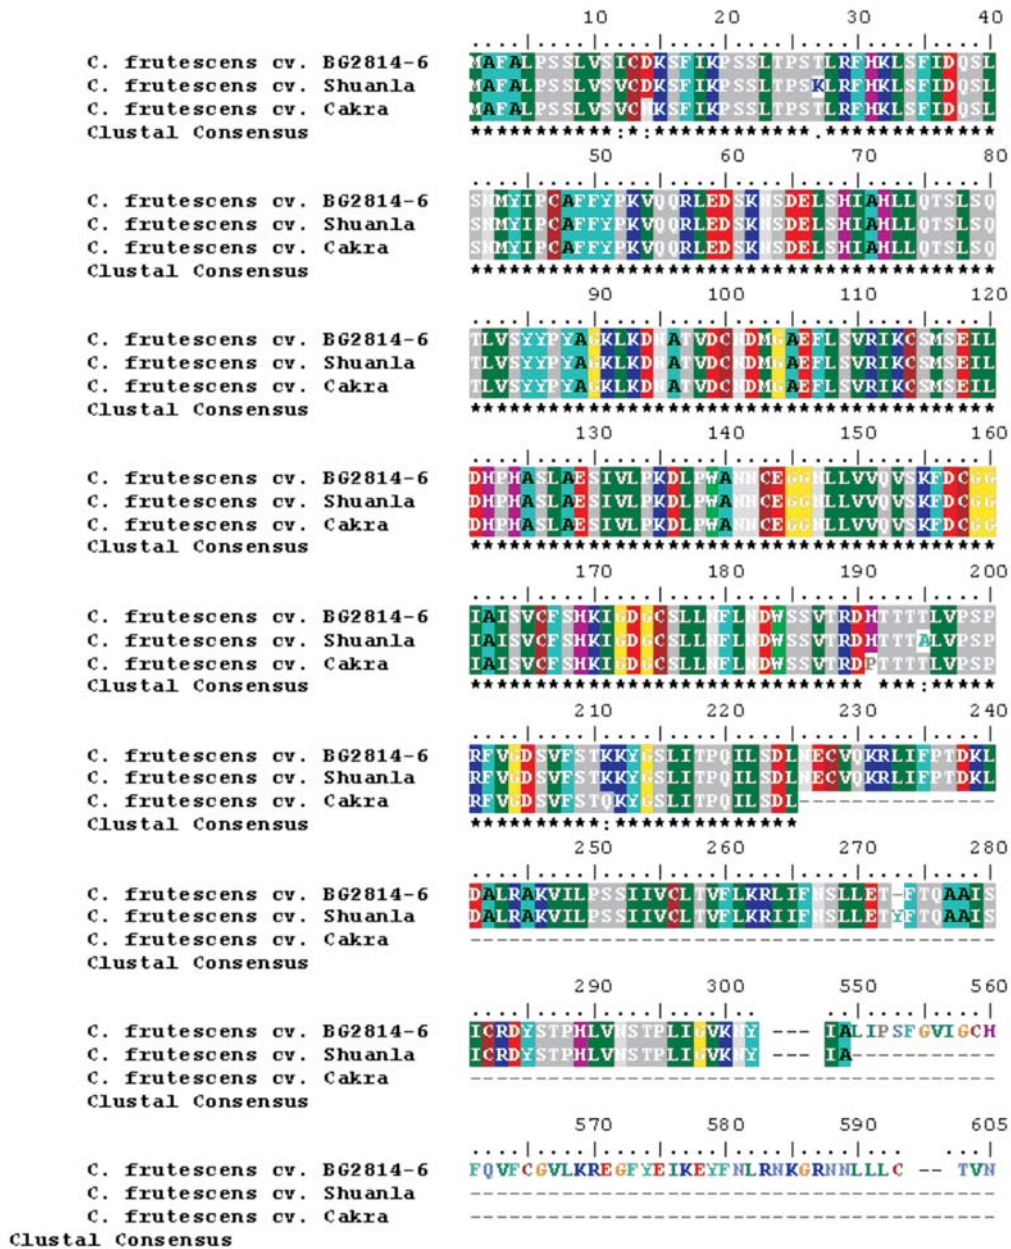 10 20 30 40
C. frutescens cv. BG2814-6 MAFALPSSLVSICDKSFIKPSSLTPSTLRFHKLSFIDQSL
C. frutescens cv. Shuanla MAFALPSSLVSVCDKSFIKPSSLTPSKLRFHKLSFIDQSL
C. frutescens cv. Cakra MAFALPSSLVSVCNKSFIKPSSLTPSTLRFHKLSFIDQSL
Clustal Consensus ***********:*:************.*************
50 60 70 80
C. frutescens cv. BG2814-6 SNMYIPCAFFYPKVQQRLEDSKNSDELSHIAHLLQTSLSQ
C. frutescens cv. Shuanla SNMYIPCAFFYPKVQQRLEDSKNSDELSHIAHLLQTSLSQ
C. frutescens cv. Cakra SNMYIPCAFFYPKVQQRLEDSKNSDELSHIAHLLQTSLSQ
Clustal Consensus ****************************************
90 100 110 120
C. frutescens cv. BG2814-6 TLVSYYPYAGKLKDNATVDCNDMGAEFLSVRIKCSMSEIL
C. frutescens cv. Shuanla TLVSYYPYAGKLKDNATVDCNDMGAEFLSVRIKCSMSEIL
C. frutescens cv. Cakra TLVSYYPYAGKLKDNATVDCNDMGAEFLSVRIKCSMSEIL
Clustal Consensus ****************************************
130 140 150 160
C. frutescens cv. BG2814-6 DHPHASLAESIVLPKDLPWANNCEGGNLLVVQVSKFDCGG
C. frutescens cv. Shuanla DHPHASLAESIVLPKDLPWANNCEGGNLLVVQVSKFDCGG
C. frutescens cv. Cakra DHPHASLAESIVLPKDLPWANNCEGGNLLVVQVSKFDCGG
Clustal Consensus ****************************************
170 180 190 200
C. frutescens cv. BG2814-6 IAISVCFSHKIGDGCSLLNFLNDWSSVTRDHTTTTLVPSP
C. frutescens cv. Shuanla IAISVCFSHKIGDGCSLLNFLNDWSSVTRDHTTTALVPSP
C. frutescens cv. Cakra IAISVCFSHKIGDGCSLLNFLNDWSSVTRDPTTTTLVPSP
Clustal Consensus ****************************** ***:*****
210 220 230 240
C. frutescens cv. BG2814-6 RFVGDSVFSTKKYGSLITPQILSDLNECVQKRLIFPTDKL
C. frutescens cv. Shuanla RFVGDSVFSTKKYGSLITPQILSDLNECVQKRLIFPTDKL
C. frutescens cv. Cakra RFVGDSVFSTQKYGSLITPQILSDL---------------
Clustal Consensus **********:**************
250 260 270 280
C. frutescens cv. BG2814-6 DALRAKVILPSSIIVCLTVFLKRLIFNSLLET-FTQAAIS
C. frutescens cv. Shuanla DALRAKVILPSSIIVCLTVFLKRIIFNSLLETYFTQAAIS
C. frutescens cv. Cakra ----------------------------------------
Clustal Consensus
290 300 550 560
C. frutescens cv. BG2814-6 ICRDYSTPHLVNSTPLIGVKNY --- IALIPSFGVIGCH
C. frutescens cv. Shuanla ICRDYSTPHLVNSTPLIGVKNY --- IA-----------
C. frutescens cv. Cakra ----------------------------------------
Clustal Consensus
570 580 590 605
C. frutescens cv. BG2814-6 FQVFCGVLKREGFYEIKEYFNLRNKGRNNLLLC -- TVN
C. frutescens cv. Shuanla ----------------------------------------
C. frutescens cv. Cakra ----------------------------------------
Clustal Consensus